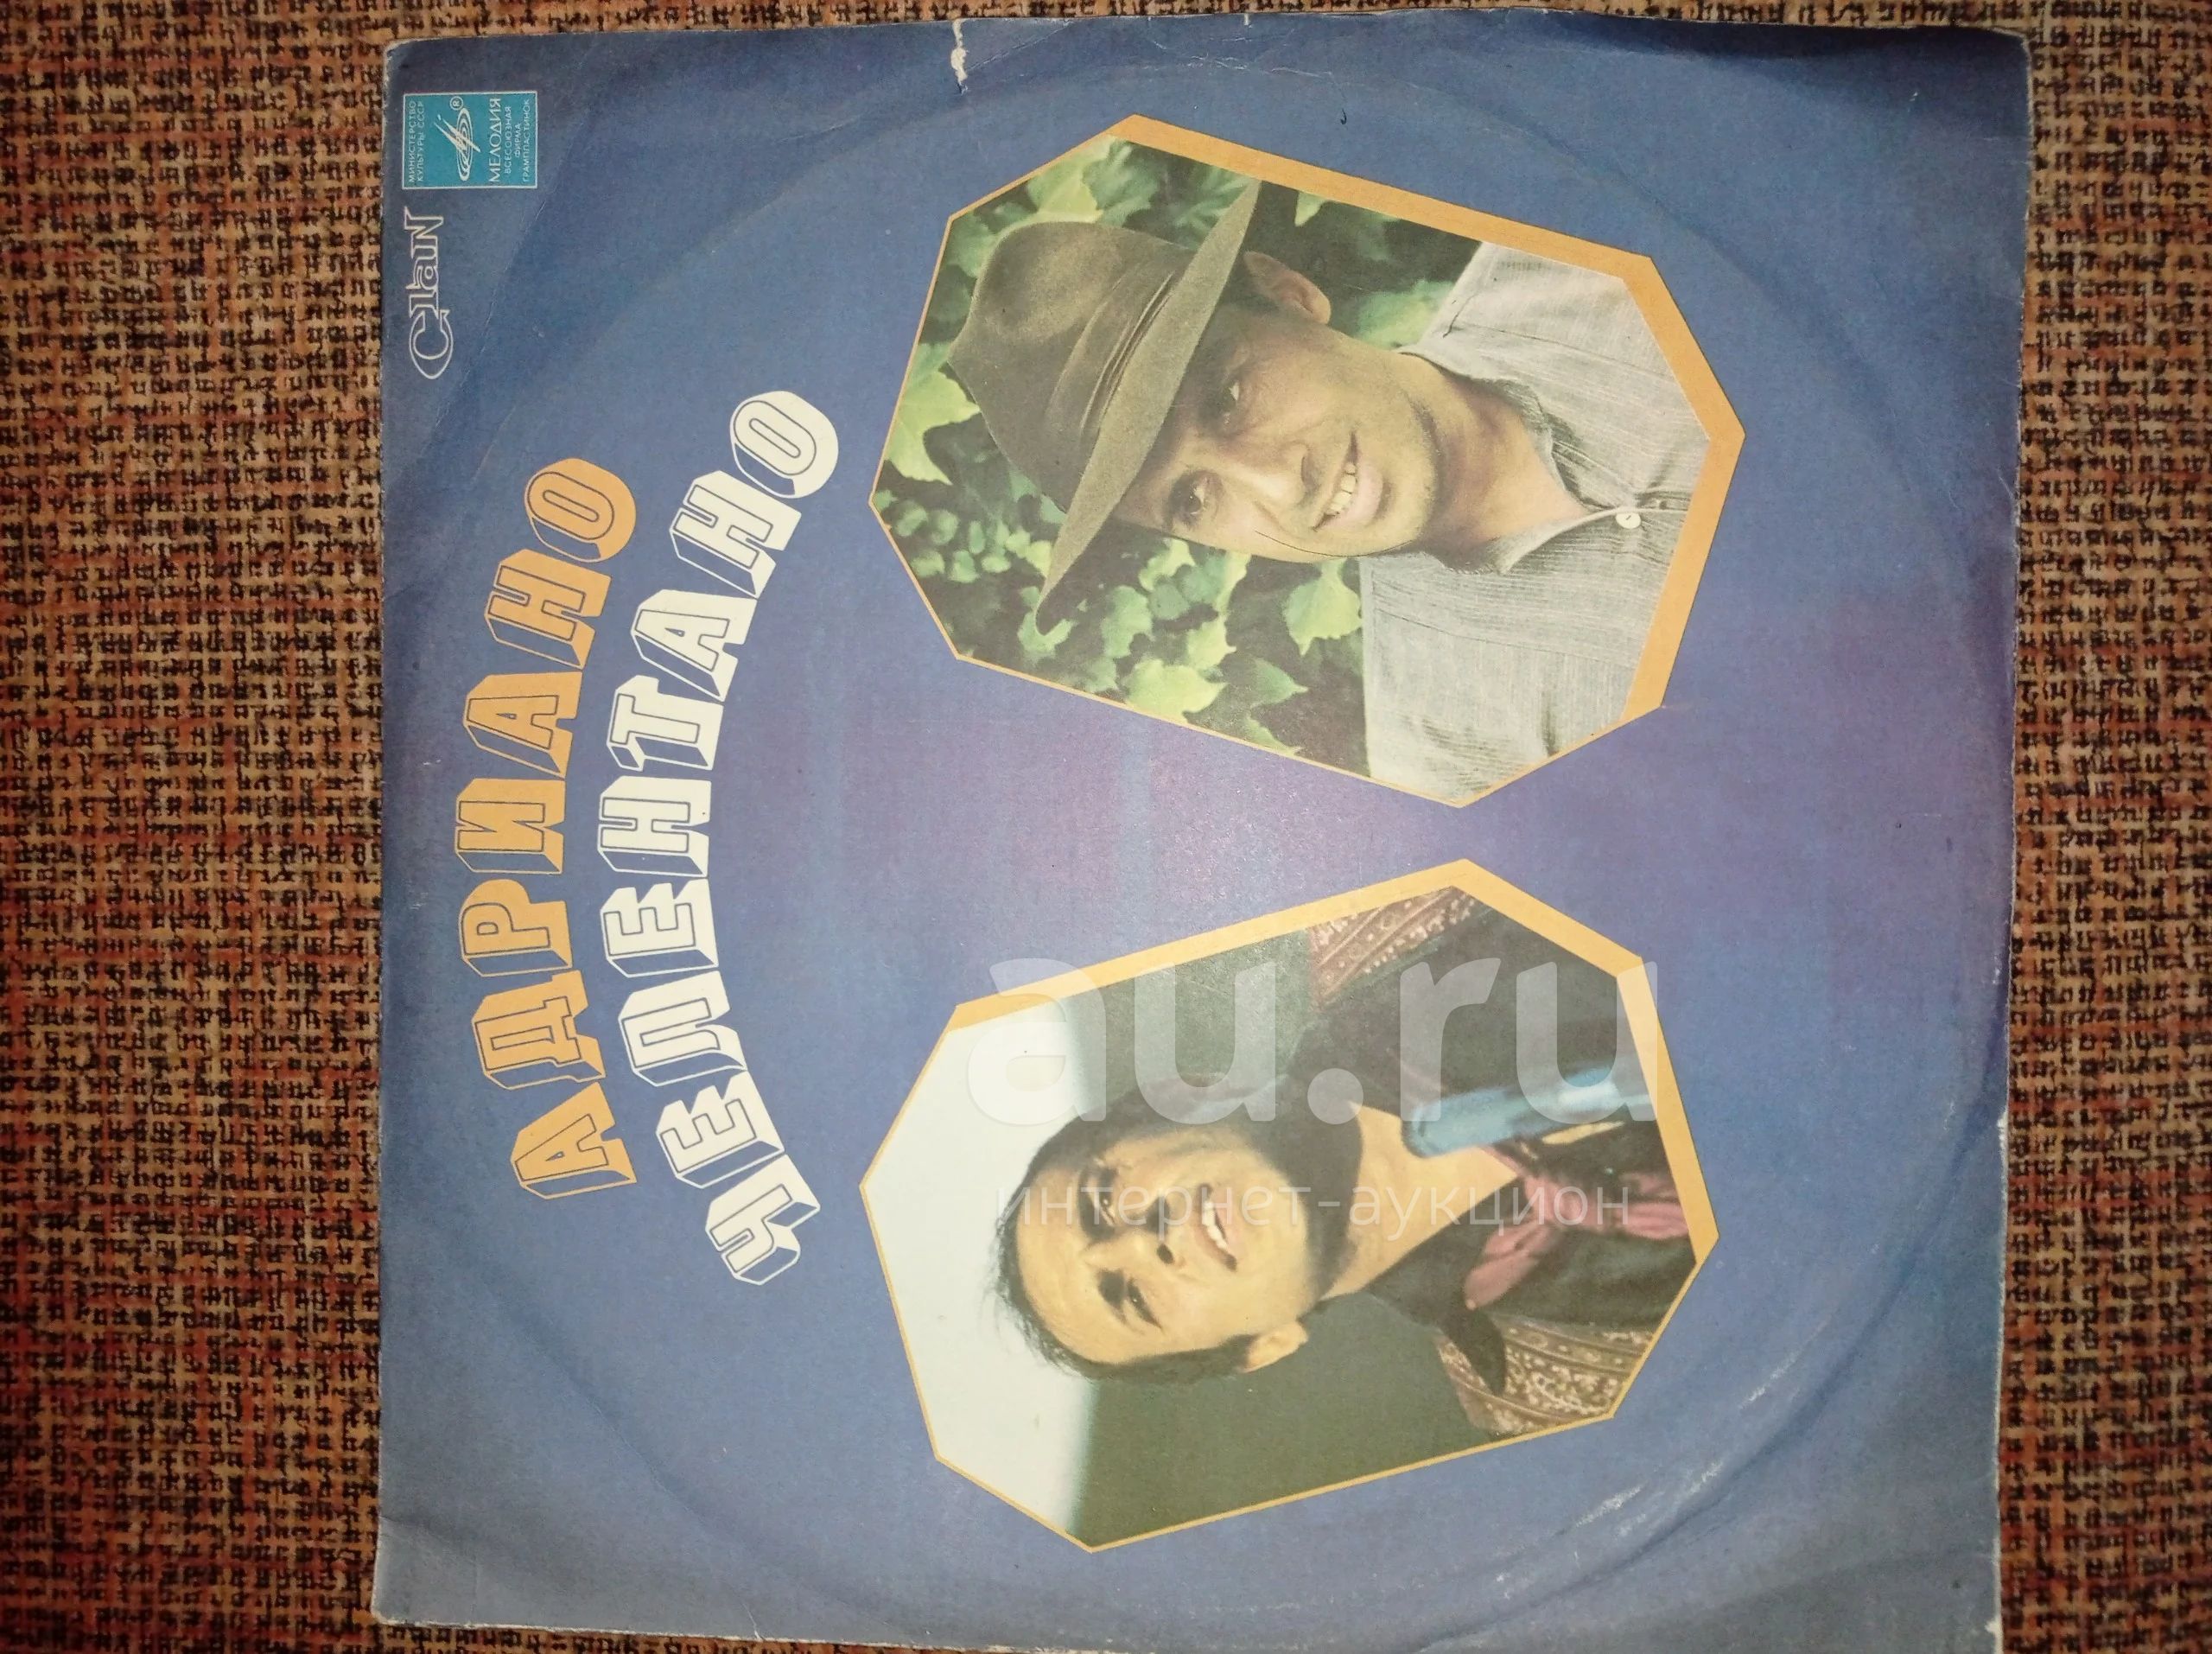 АДРИАНО
ЧЕЛЕНТАНО
Clan
МИНИСТЕРСТВО
КУЛЬТУРЫ СССР
®
МЕЛОДИЯ
ВСЕСОЮЗНАЯ
ФИРМА
ГРАМПЛАСТИНОК
au.ru
интернет-аукцион